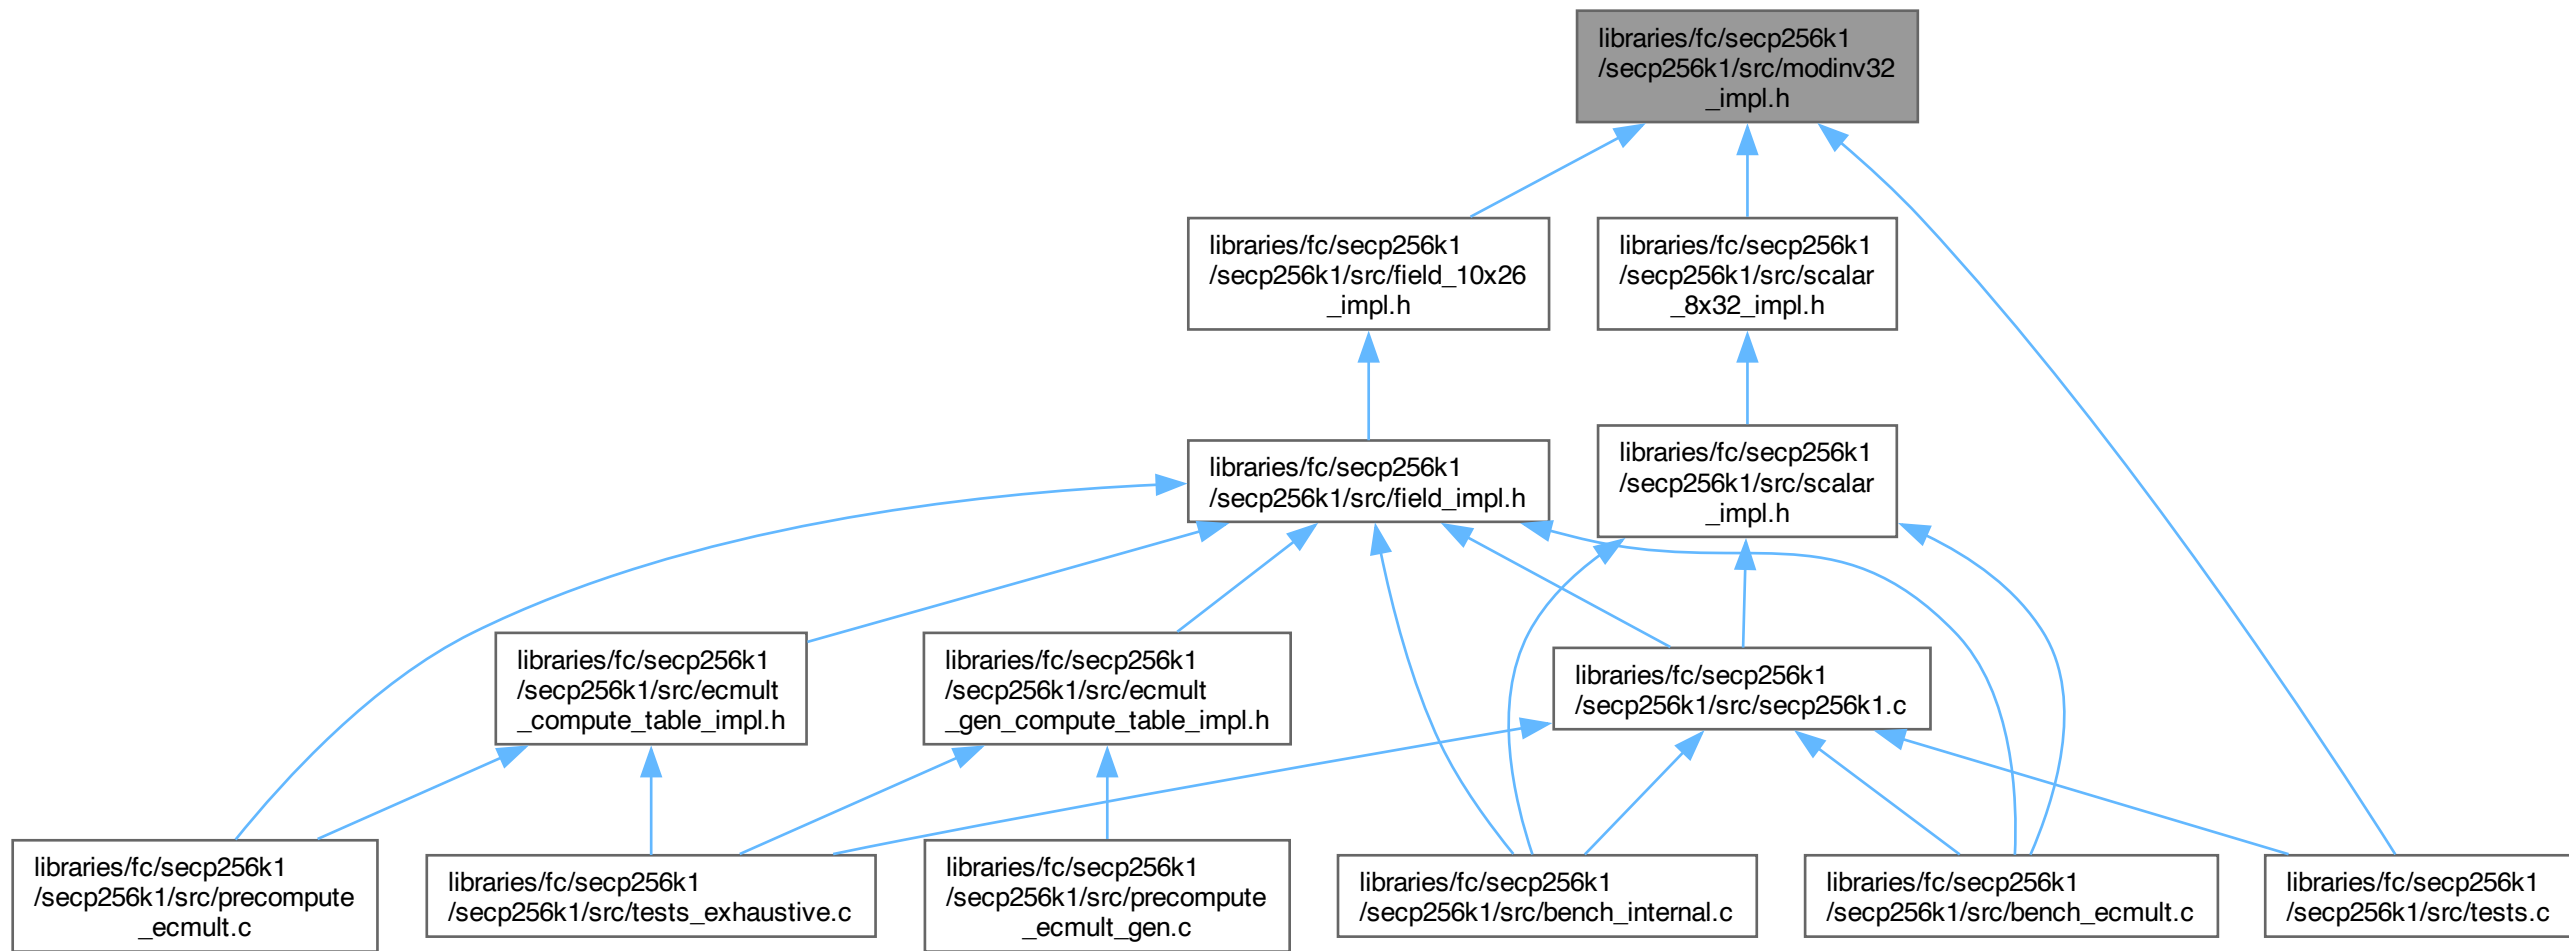 libraries/fc/secp256k1
/secp256k1/src/modinv32
_impl.h
libraries/fc/secp256k1
/secp256k1/src/field_10x26
_impl.h
libraries/fc/secp256k1
/secp256k1/src/scalar
_8x32_impl.h
libraries/fc/secp256k1
/secp256k1/src/field_impl.h
libraries/fc/secp256k1
/secp256k1/src/scalar
_impl.h
libraries/fc/secp256k1
/secp256k1/src/ecmult
_compute_table_impl.h
libraries/fc/secp256k1
/secp256k1/src/ecmult
_gen_compute_table_impl.h
libraries/fc/secp256k1
/secp256k1/src/secp256k1.c
libraries/fc/secp256k1
/secp256k1/src/precompute
_ecmult.c
libraries/fc/secp256k1
/secp256k1/src/tests_exhaustive.c
libraries/fc/secp256k1
/secp256k1/src/precompute
_ecmult_gen.c
libraries/fc/secp256k1
/secp256k1/src/bench_internal.c
libraries/fc/secp256k1
/secp256k1/src/bench_ecmult.c
libraries/fc/secp256k1
/secp256k1/src/tests.c